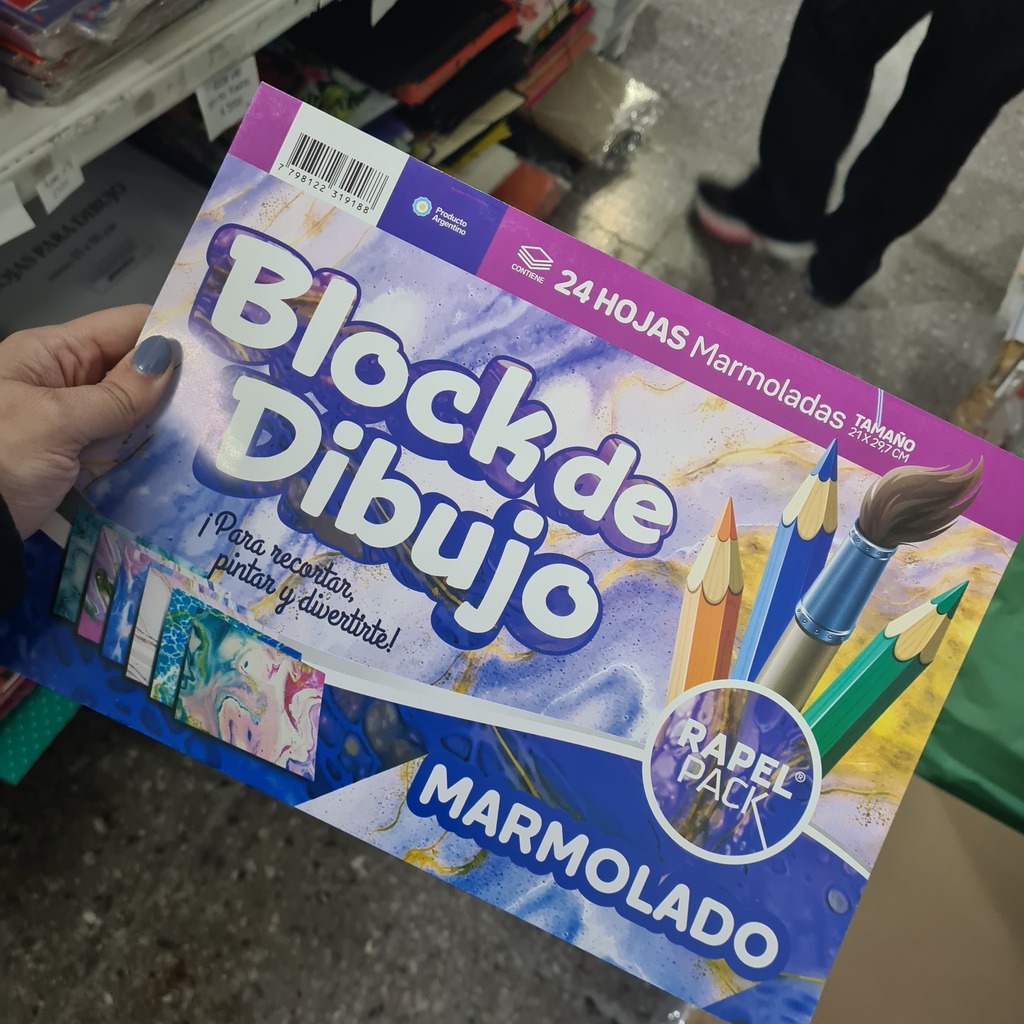 7 798122 319188
Producto
Argentino
CONTIENE
24 HOJAS Marmoladas
TAMAÑO
21 X 29,7 CM
Block de
Dibujo
¡Para recortar,
pintar y divertirte!
RAPEL®
PACK
MARMOLADO